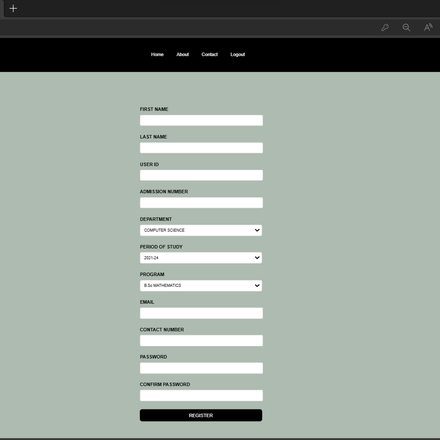 Home About Contact Logout
FIRST NAME
LAST NAME
USER ID
ADMISSION NUMBER
DEPARTMENT
COMPUTER SCIENCE
PERIOD OF STUDY
2021-24
PROGRAM
B.Sc MATHEMATICS
EMAIL
CONTACT NUMBER
PASSWORD
CONFIRM PASSWORD
REGISTER